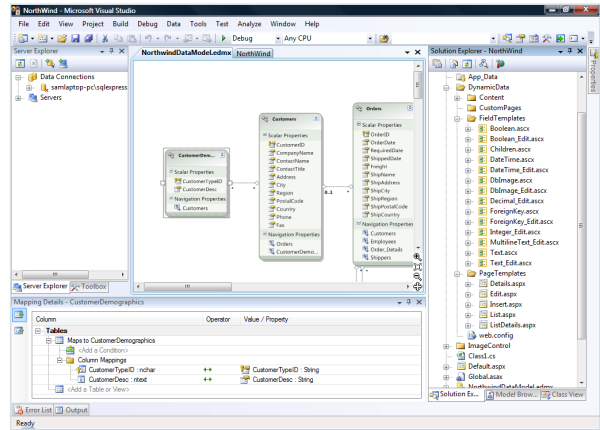 NorthWind - Microsoft Visual Studio
File Edit View Project Build Debug Data Tools Test Analyze Window Help
Debug Any CPU
Server Explorer
Data Connections
samlaptop-pc\sqlexpress
Servers
Server Explorer Toolbox
NorthwindDataModel.edmx NorthWind
CustomerDem...
Scalar Properties
CustomerTypeID
CustomerDesc
Navigation Properties
Customers
Customers
Scalar Properties
CustomerID
CompanyName
ContactName
ContactTitle
Address
City
Region
PostalCode
Country
Phone
Fax
Navigation Properties
Orders
CustomerDemo...
0..1
Orders
Scalar Properties
OrderID
OrderDate
RequiredDate
ShippedDate
Freight
ShipName
ShipAddress
ShipCity
ShipRegion
ShipPostalCode
ShipCountry
Navigation Properties
Customers
Employees
Order_Details
Shippers
Solution Explorer - NorthWind
App_Data
DynamicData
Content
CustomPages
FieldTemplates
Boolean.ascx
Boolean_Edit.ascx
Children.ascx
DateTime.ascx
DateTime_Edit.ascx
DbImage.ascx
DbImage_Edit.ascx
Decimal_Edit.ascx
ForeignKey.ascx
ForeignKey_Edit.ascx
Integer_Edit.ascx
MultilineText_Edit.ascx
Text.ascx
Text_Edit.ascx
PageTemplates
Details.aspx
Edit.aspx
Insert.aspx
List.aspx
ListDetails.aspx
web.config
ImageControl
Class1.cs
Default.aspx
Global.asax
NorthwindDataModel.edmx
Solution Ex... Model Brow... Class View
Properties
Mapping Details - CustomerDemographics
Column Operator Value / Property
Tables
Maps to CustomerDemographics
<Add a Condition>
Column Mappings
CustomerTypeID : nchar CustomerTypeID : String
CustomerDesc : ntext CustomerDesc : String
<Add a Table or View>
Error List Output
Ready